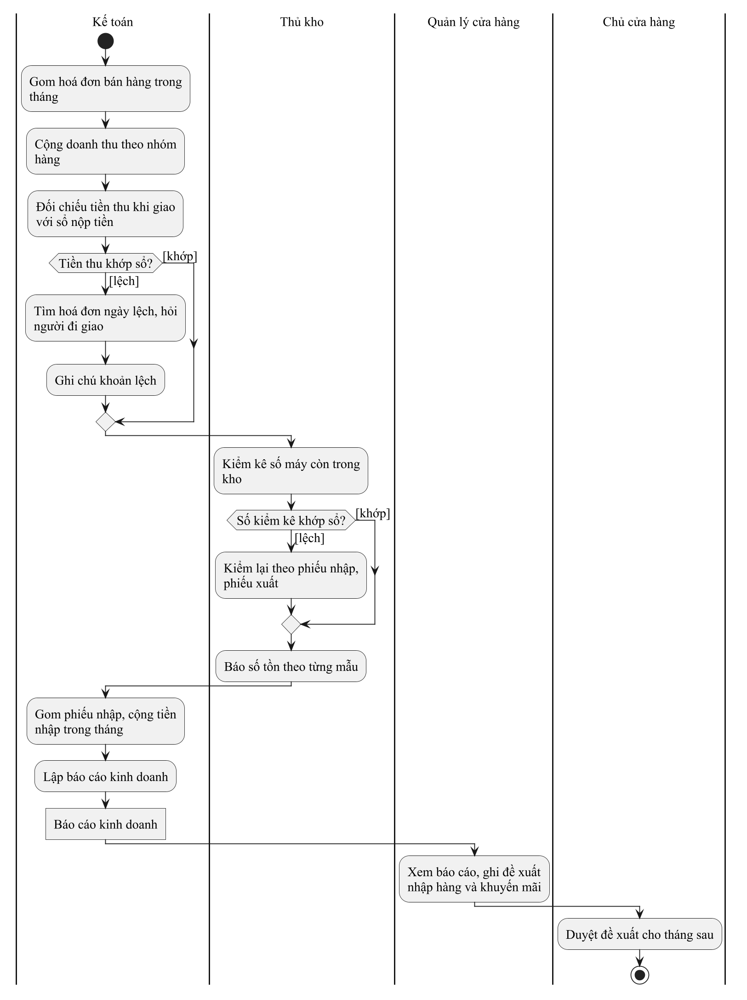 Kế toán
Thủ kho
Quản lý cửa hàng
Chủ cửa hàng
Gom hoá đơn bán hàng trong
tháng
Cộng doanh thu theo nhóm
hàng
Đối chiếu tiền thu khi giao
với sổ nộp tiền
Tiền thu khớp sổ?
[khớp]
[lệch]
Tìm hoá đơn ngày lệch, hỏi
người đi giao
Ghi chú khoản lệch
Kiểm kê số máy còn trong
kho
Số kiểm kê khớp sổ?
[khớp]
[lệch]
Kiểm lại theo phiếu nhập,
phiếu xuất
Báo số tồn theo từng mẫu
Gom phiếu nhập, cộng tiền
nhập trong tháng
Lập báo cáo kinh doanh
Báo cáo kinh doanh
Xem báo cáo, ghi đề xuất
nhập hàng và khuyến mãi
Duyệt đề xuất cho tháng sau